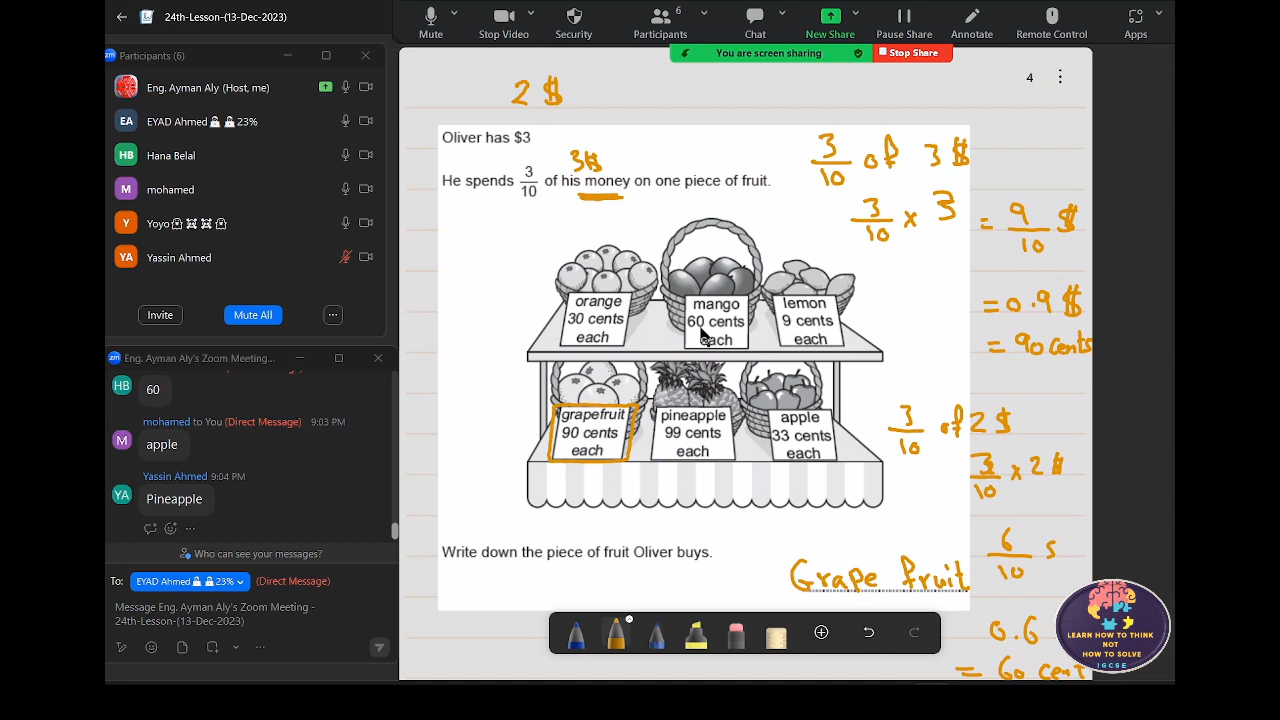 24th-Lesson-(13-Dec-2023)
Participants (6)
Eng. Ayman Aly (Host, me)
EA EYAD Ahmed 23%
HB Hana Belal
M mohamed
Y Yoyo
YA Yassin Ahmed
Invite Mute All ...
Eng. Ayman Aly's Zoom Meeting...
HB 60
mohamed to You (Direct Message) 9:03 PM
M apple
Yassin Ahmed 9:04 PM
YA Pineapple
Who can see your messages?
To: EYAD Ahmed 23% (Direct Message)
Message Eng. Ayman Aly's Zoom Meeting -
24th-Lesson-(13-Dec-2023)
6
Mute Stop Video Security Participants Chat New Share Pause Share Annotate Remote Control Apps
You are screen sharing Stop Share
4
2 $
Oliver has $3
3$
He spends 3/10 of his money on one piece of fruit.
3/10 of 3 $
3/10 × 3 = 9/10 $
= 0.9 $
= 90 cents
orange
30 cents
each
mango
60 cents
each
lemon
9 cents
each
grapefruit
90 cents
each
pineapple
99 cents
each
apple
33 cents
each
3/10 of 2 $
3/10 × 2 $
6/10 $
0.6
= 60 cent
Write down the piece of fruit Oliver buys.
Grape fruit
LEARN HOW TO THINK
NOT
HOW TO SOLVE
IGCSE